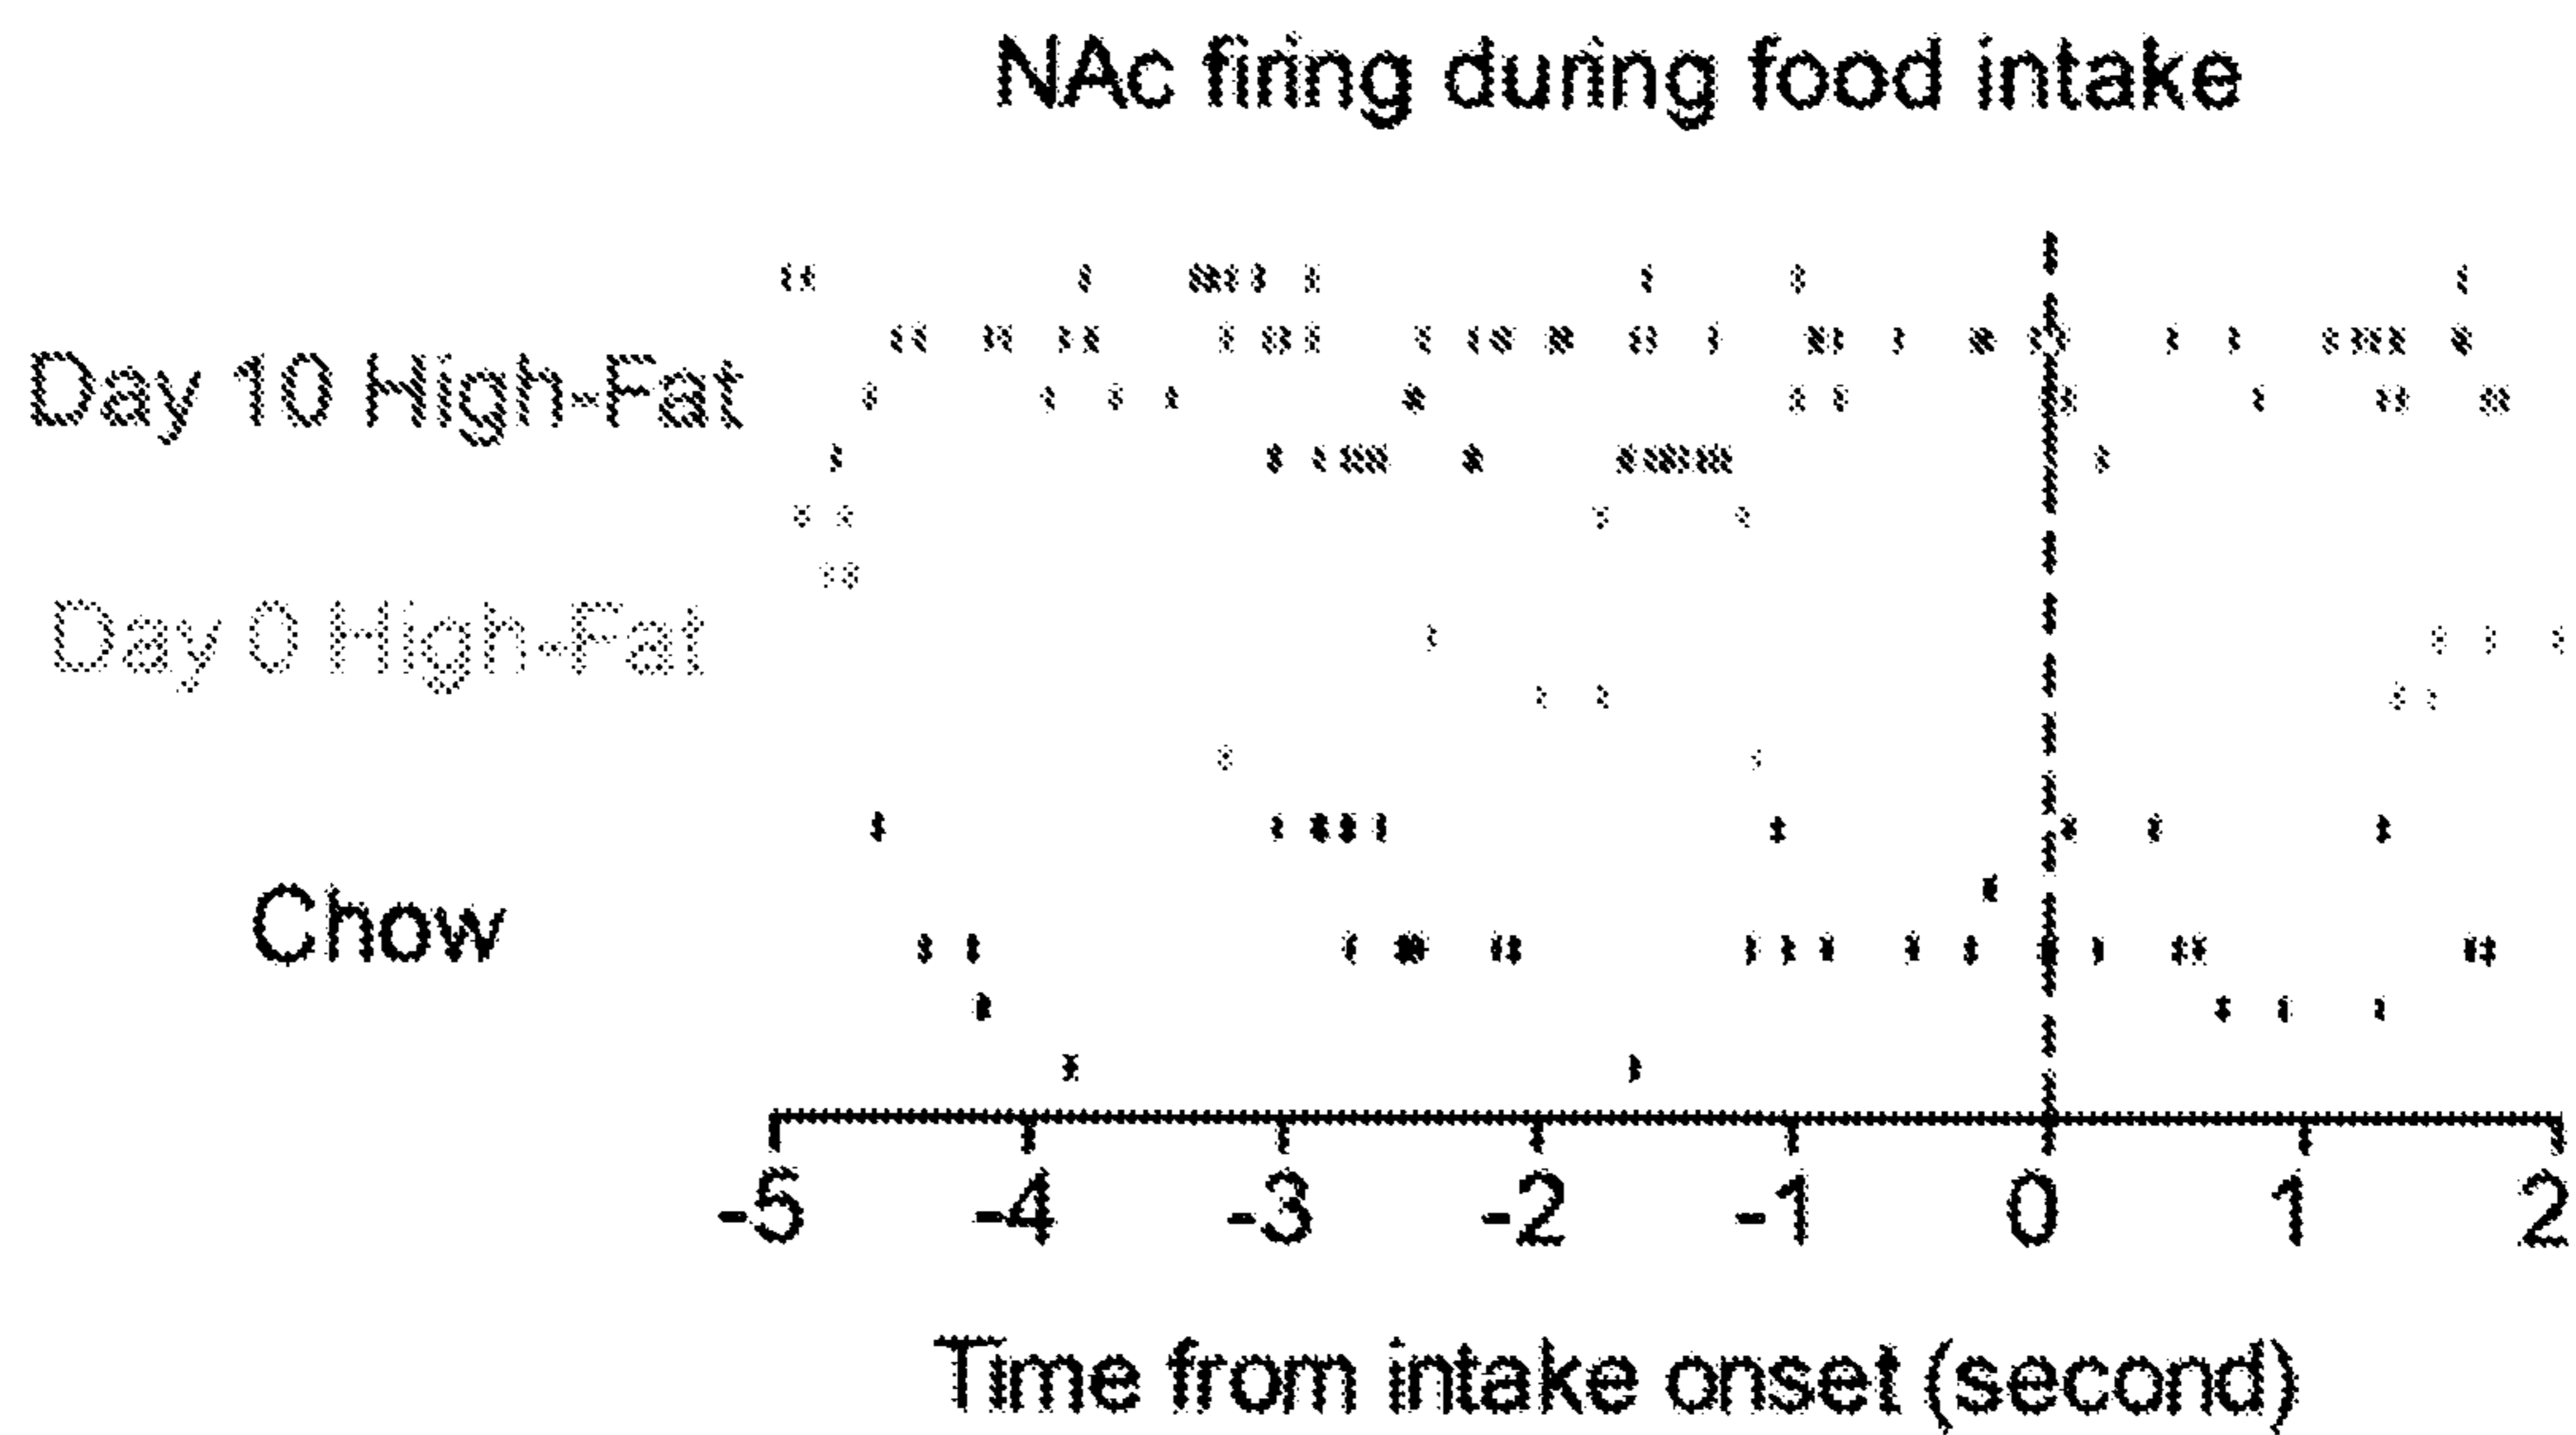 NAc firing during food intake
Day 10 High-Fat
Day 0 High-Fat
Chow
-5 -4 -3 -2 -1 0 1 2
Time from intake onset (second)